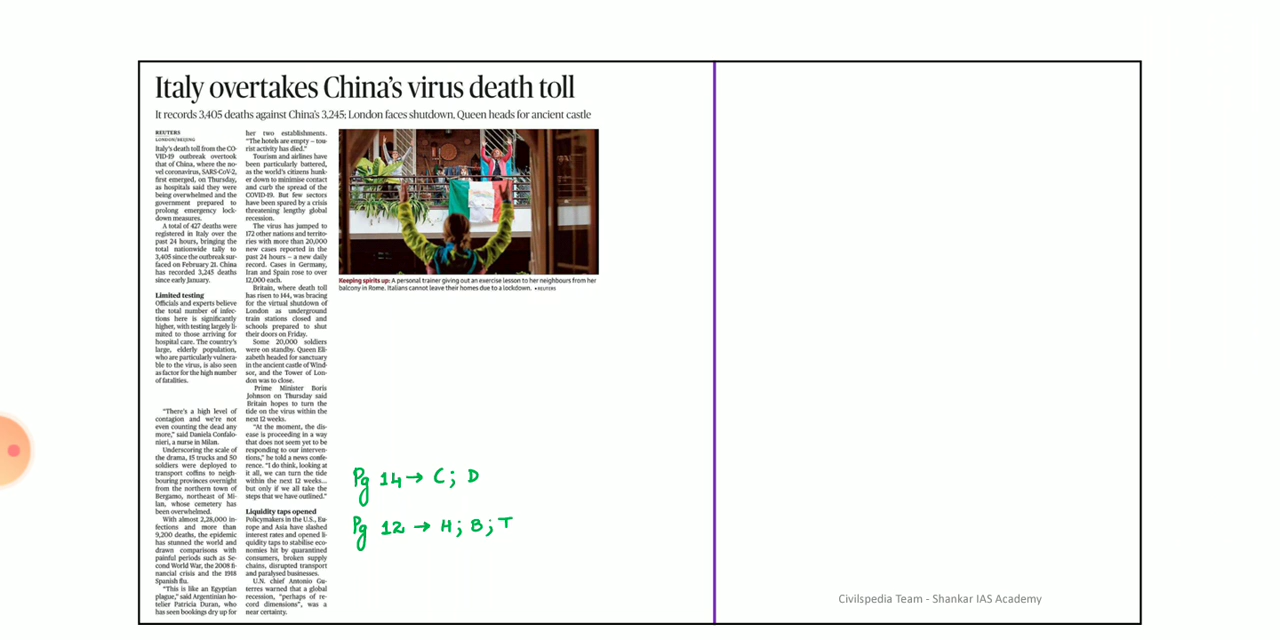 Italy overtakes China's virus death toll
It records 3,405 deaths against China's 3,245; London faces shutdown, Queen heads for ancient castle
REUTERS
LONDON/BEIJING
Italy's death toll from the CO-
VID-19 outbreak overtook
that of China, where the no-
vel coronavirus, SARS-CoV-2,
first emerged, on Thursday,
as hospitals said they were
being overwhelmed and the
government prepared to
prolong emergency lock-
down measures.
A total of 427 deaths were
registered in Italy over the
past 24 hours, bringing the
total nationwide tally to
3,405 since the outbreak sur-
faced on February 21. China
has recorded 3,245 deaths
since early January.
Limited testing
Officials and experts believe
the total number of infec-
tions here is significantly
higher, with testing largely li-
mited to those arriving for
hospital care. The country's
large, elderly population,
who are particularly vulnera-
ble to the virus, is also seen
as factor for the high number
of fatalities.
"There's a high level of
contagion and we're not
even counting the dead any
more," said Daniela Confalo-
nieri, a nurse in Milan.
Underscoring the scale of
the drama, 15 trucks and 50
soldiers were deployed to
transport coffins to neigh-
bouring provinces overnight
from the northern town of
Bergamo, northeast of Mi-
lan, whose cemetery has
been overwhelmed.
With almost 2,28,000 in-
fections and more than
9,200 deaths, the epidemic
has stunned the world and
drawn comparisons with
painful periods such as Se-
cond World War, the 2008 fi-
nancial crisis and the 1918
Spanish flu.
"This is like an Egyptian
plague," said Argentinian ho-
telier Patricia Duran, who
has seen bookings dry up for
her two establishments.
"The hotels are empty – tou-
rist activity has died."
Tourism and airlines have
been particularly battered,
as the world's citizens hunk-
er down to minimise contact
and curb the spread of the
COVID-19. But few sectors
have been spared by a crisis
threatening lengthy global
recession.
The virus has jumped to
172 other nations and territo-
ries with more than 20,000
new cases reported in the
past 24 hours – a new daily
record. Cases in Germany,
Iran and Spain rose to over
12,000 each.
Britain, where death toll
has risen to 144, was bracing
for the virtual shutdown of
London as underground
train stations closed and
schools prepared to shut
their doors on Friday.
Some 20,000 soldiers
were on standby. Queen Eli-
zabeth headed for sanctuary
in the ancient castle of Wind-
sor, and the Tower of Lon-
don was to close.
Prime Minister Boris
Johnson on Thursday said
Britain hopes to turn the
tide on the virus within the
next 12 weeks.
"At the moment, the dis-
ease is proceeding in a way
that does not seem yet to be
responding to our interven-
tions," he told a news confe-
rence. "I do think, looking at
it all, we can turn the tide
within the next 12 weeks...
but only if we all take the
steps that we have outlined."
Liquidity taps opened
Policymakers in the U.S., Eu-
rope and Asia have slashed
interest rates and opened li-
quidity taps to stabilise eco-
nomies hit by quarantined
consumers, broken supply
chains, disrupted transport
and paralysed businesses.
U.N. chief Antonio Gu-
terres warned that a global
recession, "perhaps of re-
cord dimensions", was a
near certainty.
Keeping spirits up: A personal trainer giving out an exercise lesson to her neighbours from her
balcony in Rome. Italians cannot leave their homes due to a lockdown. REUTERS
Pg 14 → C; D
Pg 12 → H; B; T
Civilspedia Team - Shankar IAS Academy